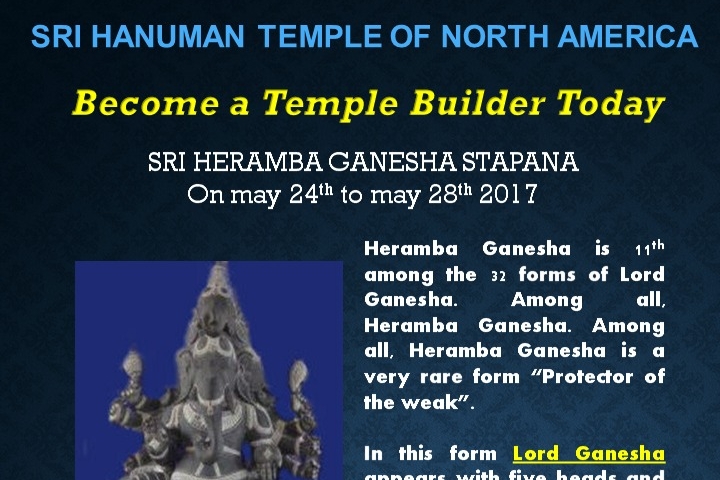 SRI HANUMAN TEMPLE OF NORTH AMERICA
Become a Temple Builder Today
SRI HERAMBA GANESHA STAPANA
On may 24th to may 28th 2017
Heramba Ganesha is 11th
among the 32 forms of Lord
Ganesha. Among all,
Heramba Ganesha. Among
all, Heramba Ganesha is a
very rare form “Protector of
the weak”.
In this form Lord Ganesha
appears with five heads and